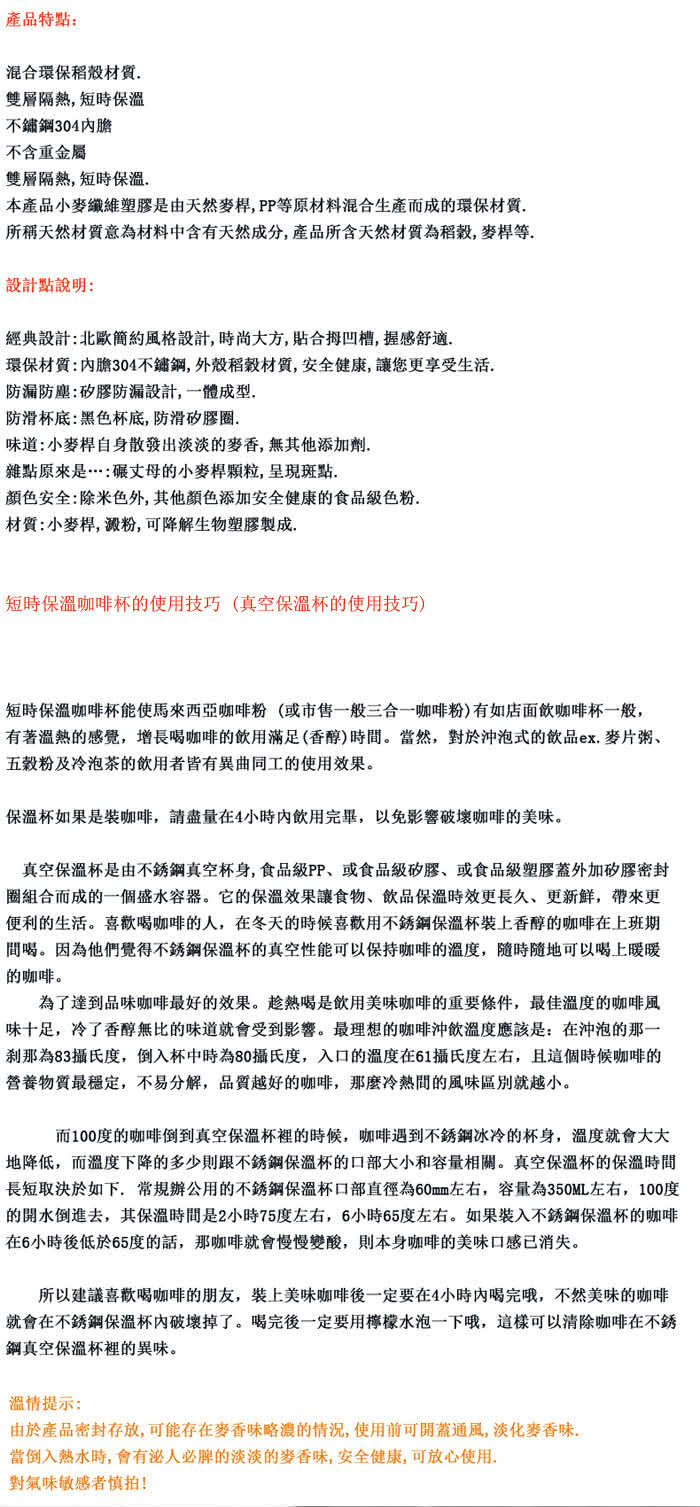 產品特點:
混合環保稻殼材質.
雙層隔熱,短時保溫
不鏽鋼304內膽
不含重金屬
雙層隔熱,短時保溫.
本產品小麥纖維塑膠是由天然麥桿,PP等原材料混合生產而成的環保材質.
所稱天然材質意為材料中含有天然成分,產品所含天然材質為稻穀,麥桿等.
設計點說明:
經典設計:北歐簡約風格設計,時尚大方,貼合拇凹槽,握感舒適.
環保材質:內膽304不鏽鋼,外殼稻穀材質,安全健康,讓您更享受生活.
防漏防塵:矽膠防漏設計,一體成型.
防滑杯底:黑色杯底,防滑矽膠圈.
味道:小麥桿自身散發出淡淡的麥香,無其他添加劑.
雜點原來是…:碾丈母的小麥桿顆粒,呈現斑點.
顏色安全:除米色外,其他顏色添加安全健康的食品級色粉.
材質:小麥桿,澱粉,可降解生物塑膠製成.
短時保溫咖啡杯的使用技巧 (真空保溫杯的使用技巧)
短時保溫咖啡杯能使馬來西亞咖啡粉 (或市售一般三合一咖啡粉)有如店面飲咖啡杯一般,
有著溫熱的感覺，增長喝咖啡的飲用滿足(香醇)時間。當然，對於沖泡式的飲品ex.麥片粥、
五穀粉及冷泡茶的飲用者皆有異曲同工的使用效果。
保溫杯如果是裝咖啡，請盡量在4小時內飲用完畢，以免影響破壞咖啡的美味。
真空保溫杯是由不銹鋼真空杯身,食品級PP、或食品級矽膠、或食品級塑膠蓋外加矽膠密封
圈組合而成的一個盛水容器。它的保溫效果讓食物、飲品保溫時效更長久、更新鮮，帶來更
便利的生活。喜歡喝咖啡的人，在冬天的時候喜歡用不銹鋼保溫杯裝上香醇的咖啡在上班期
間喝。因為他們覺得不銹鋼保溫杯的真空性能可以保持咖啡的溫度，隨時隨地可以喝上暖暖
的咖啡。
為了達到品味咖啡最好的效果。趁熱喝是飲用美味咖啡的重要條件，最佳溫度的咖啡風
味十足，冷了香醇無比的味道就會受到影響。最理想的咖啡沖飲溫度應該是：在沖泡的那一
剎那為83攝氏度，倒入杯中時為80攝氏度，入口的溫度在61攝氏度左右，且這個時候咖啡的
營養物質最穩定，不易分解，品質越好的咖啡，那麼冷熱間的風味區別就越小。
而100度的咖啡倒到真空保溫杯裡的時候，咖啡遇到不銹鋼冰冷的杯身，溫度就會大大
地降低，而溫度下降的多少則跟不銹鋼保溫杯的口部大小和容量相關。真空保溫杯的保溫時間
長短取決於如下. 常規辦公用的不銹鋼保溫杯口部直徑為60mm左右，容量為350ML左右，100度
的開水倒進去，其保溫時間是2小時75度左右，6小時65度左右。如果裝入不銹鋼保溫杯的咖啡
在6小時後低於65度的話，那咖啡就會慢慢變酸，則本身咖啡的美味口感已消失。
所以建議喜歡喝咖啡的朋友，裝上美味咖啡後一定要在4小時內喝完哦，不然美味的咖啡
就會在不銹鋼保溫杯內破壞掉了。喝完後一定要用檸檬水泡一下哦，這樣可以清除咖啡在不銹
鋼真空保溫杯裡的異味。
溫情提示:
由於產品密封存放,可能存在麥香味略濃的情況,使用前可開蓋通風,淡化麥香味.
當倒入熱水時,會有泌人必脾的淡淡的麥香味,安全健康,可放心使用.
對氣味敏感者慎拍!